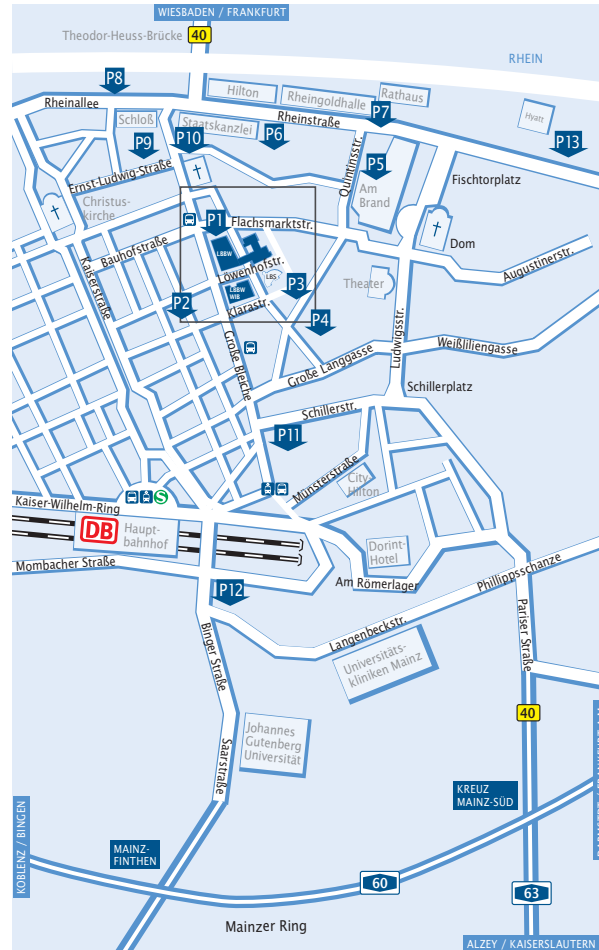 WIESBADEN / FRANKFURT
Theodor-Heuss-Brücke
40
RHEIN
P8
Hilton
Rheingoldhalle
Rathaus
Rheinallee
Schloß
Staatskanzlei
Rheinstraße
P7
Hyatt
P9
P10
P6
P13
Quintinsstr.
P5
Ernst-Ludwig-Straße
Am
Brand
Fischtorplatz
Christus-
kirche
P1
Flachsmarktstr.
Bauhofstraße
Dom
LBBW
Löwenhofstr.
LBS
Augustinerstr.
Kaiserstraße
LBBW
WIB
P3
Theater
P2
Klarastr.
P4
Große Bleiche
Ludwigsstr.
Weißliliengasse
Große Langgasse
Schillerplatz
Schillerstr.
P11
Münsterstraße
City
Hilton
S
Kaiser-Wilhelm-Ring
DB
Haupt-
bahnhof
Dorint-
Hotel
Mombacher Straße
Am Römerlager
Phillippsschanze
P12
Langenbeckstr.
Pariser Straße
Universitäts-
kliniken Mainz
Binger Straße
40
Johannes
Gutenberg
Universität
Saarstraße
KREUZ
MAINZ-SÜD
KOBLENZ / BINGEN
MAINZ-
FINTHEN
60
63
Mainzer Ring
ALZEY / KAISERSLAUTERN